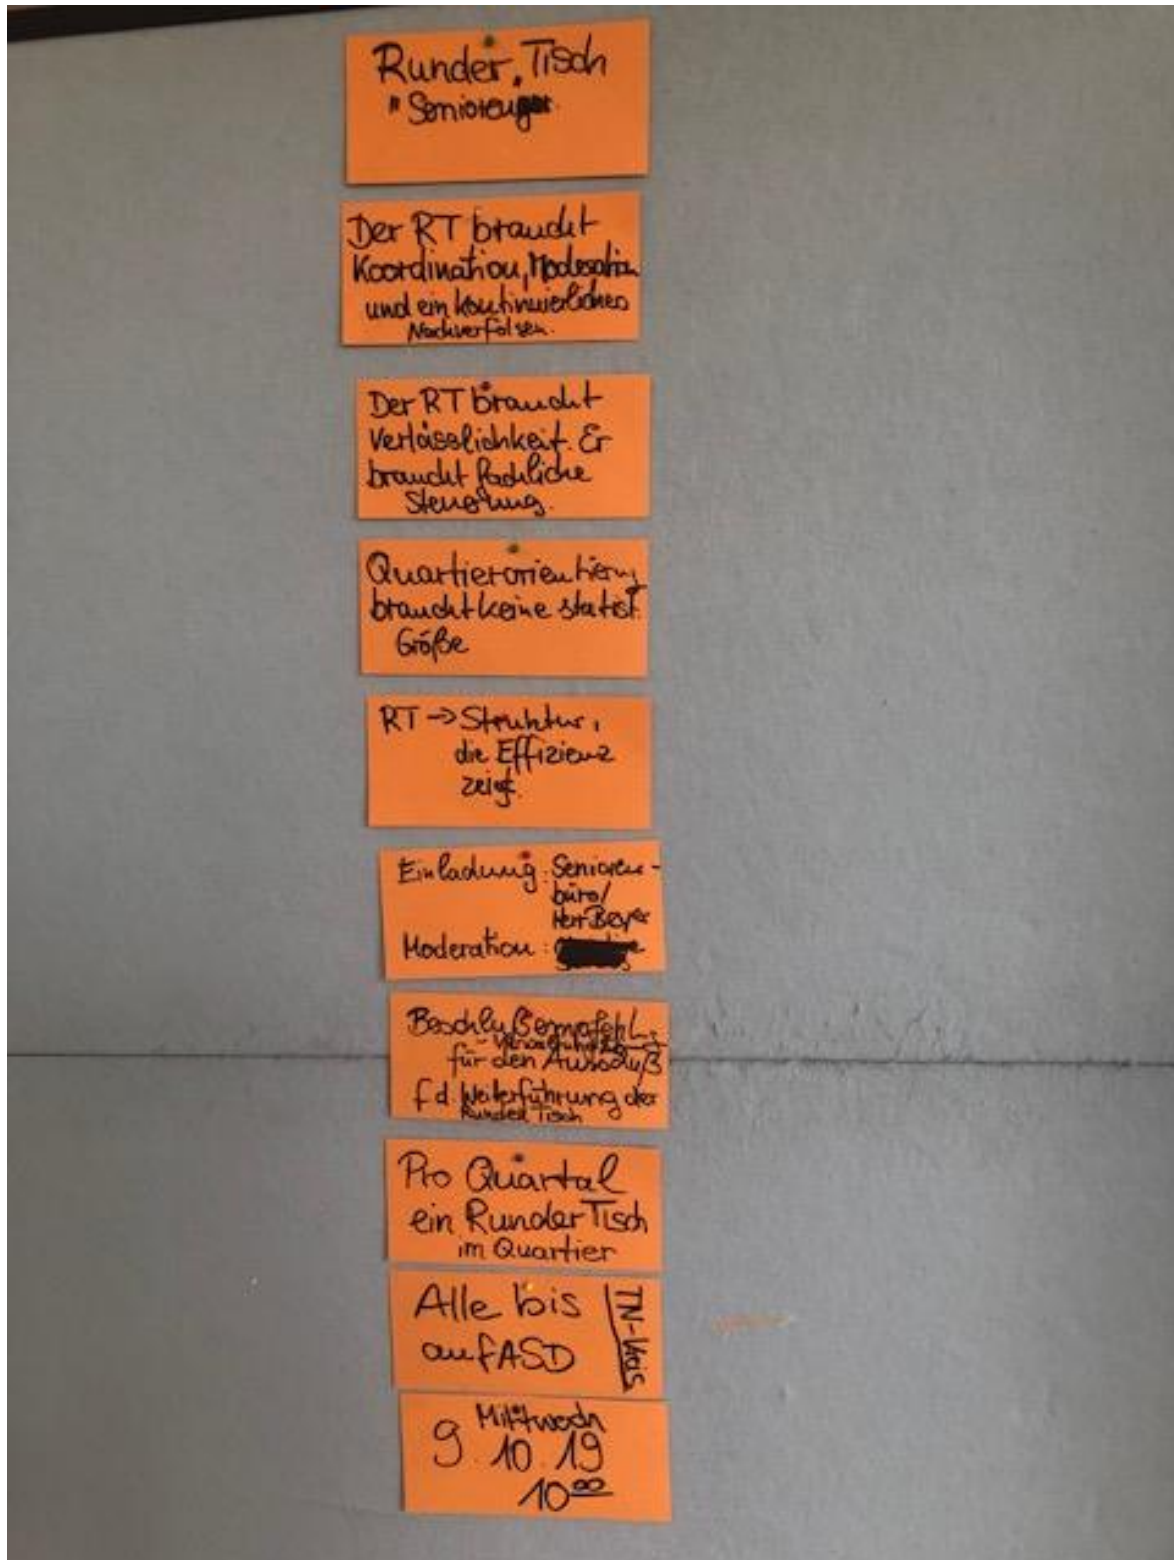 Runder Tisch
"Senioren"
Der RT braucht
Koordination, Moderation
und ein kontinuierliches
Nachverfolgen.
Der RT braucht
Verlässlichkeit. Er
braucht fachliche
Steuerung.
Quartierorientierung
braucht keine statist.
Größe
RT → Struktur,
die Effizienz
zeigt.
Einladung: Senioren-
büro/
Herr Beyer
Moderation:
Beschlußempfehl.
für den Ausschuß
f. d. Weiterführung der
Runder Tisch
Pro Quartal
ein Runder Tisch
im Quartier
Alle bis
auf ASD
TN-Kreis
Mittwoch
9.10.19
10⁰⁰